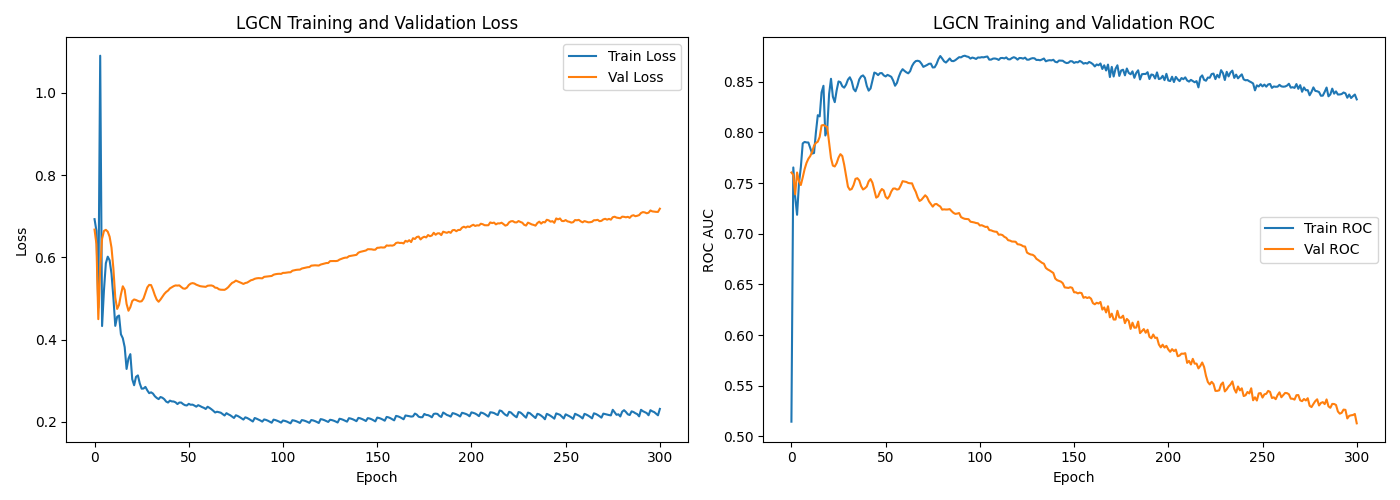 LGCN Training and Validation Loss
Train Loss
Val Loss
1.0
0.8
0.6
0.4
0.2
Loss
0
50
100
150
200
250
300
Epoch
LGCN Training and Validation ROC
Train ROC
Val ROC
0.85
0.80
0.75
0.70
0.65
0.60
0.55
0.50
ROC AUC
0
50
100
150
200
250
300
Epoch